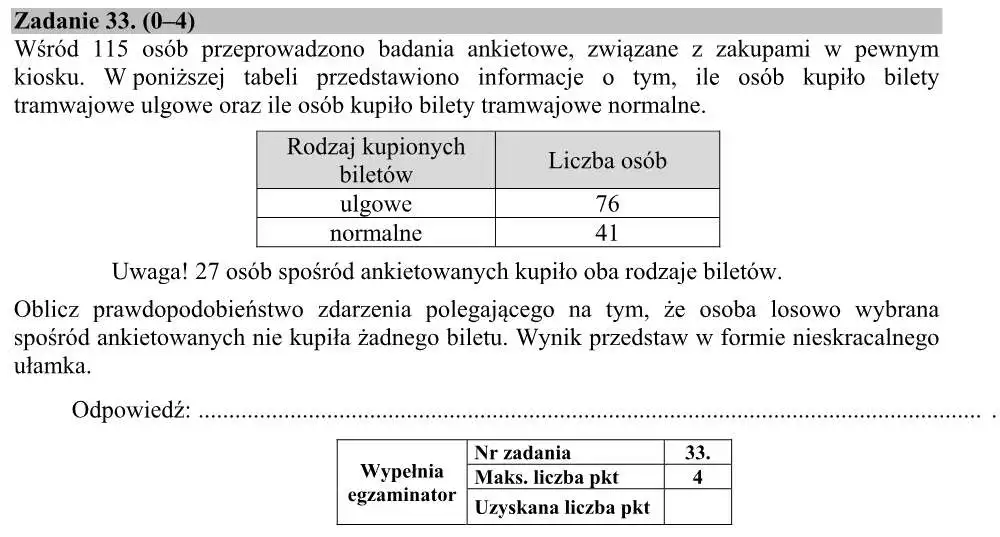 Zadanie 33. (0–4)
Wśród 115 osób przeprowadzono badania ankietowe, związane z zakupami w pewnym
kiosku. W poniższej tabeli przedstawiono informacje o tym, ile osób kupiło bilety
tramwajowe ulgowe oraz ile osób kupiło bilety tramwajowe normalne.
Rodzaj kupionych
biletów
Liczba osób
ulgowe 76
normalne 41
Uwaga! 27 osób spośród ankietowanych kupiło oba rodzaje biletów.
Oblicz prawdopodobieństwo zdarzenia polegającego na tym, że osoba losowo wybrana
spośród ankietowanych nie kupiła żadnego biletu. Wynik przedstaw w formie nieskracalnego
ułamka.
Odpowiedź: ................................................................................................................................ .
Wypełnia
egzaminator
Nr zadania 33.
Maks. liczba pkt 4
Uzyskana liczba pkt